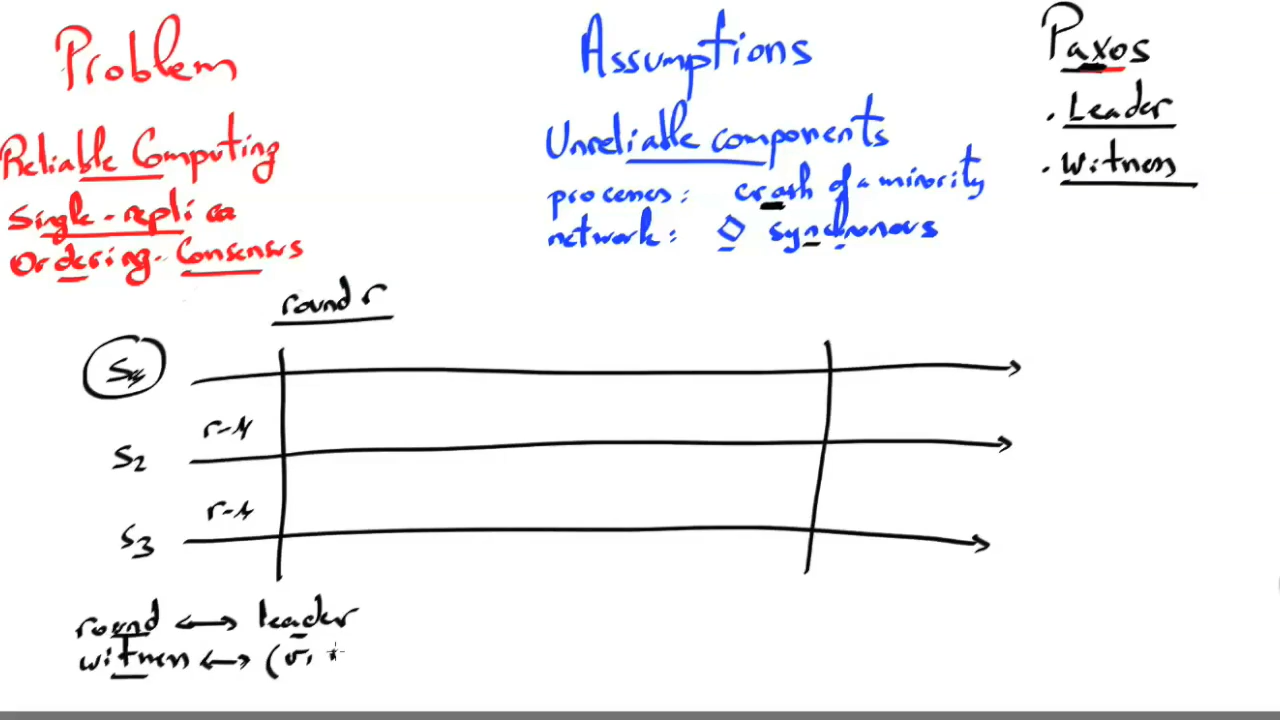 Problem
Reliable Computing
Single-replica
Ordering - Consensus
Assumptions
Unreliable components
processes: crash of a minority
network: ◇ synchronous
Paxos
. Leader
. Witness
round r
S1
r-1
S2
r-1
S3
round ↔ leader
witness ↔ (v,